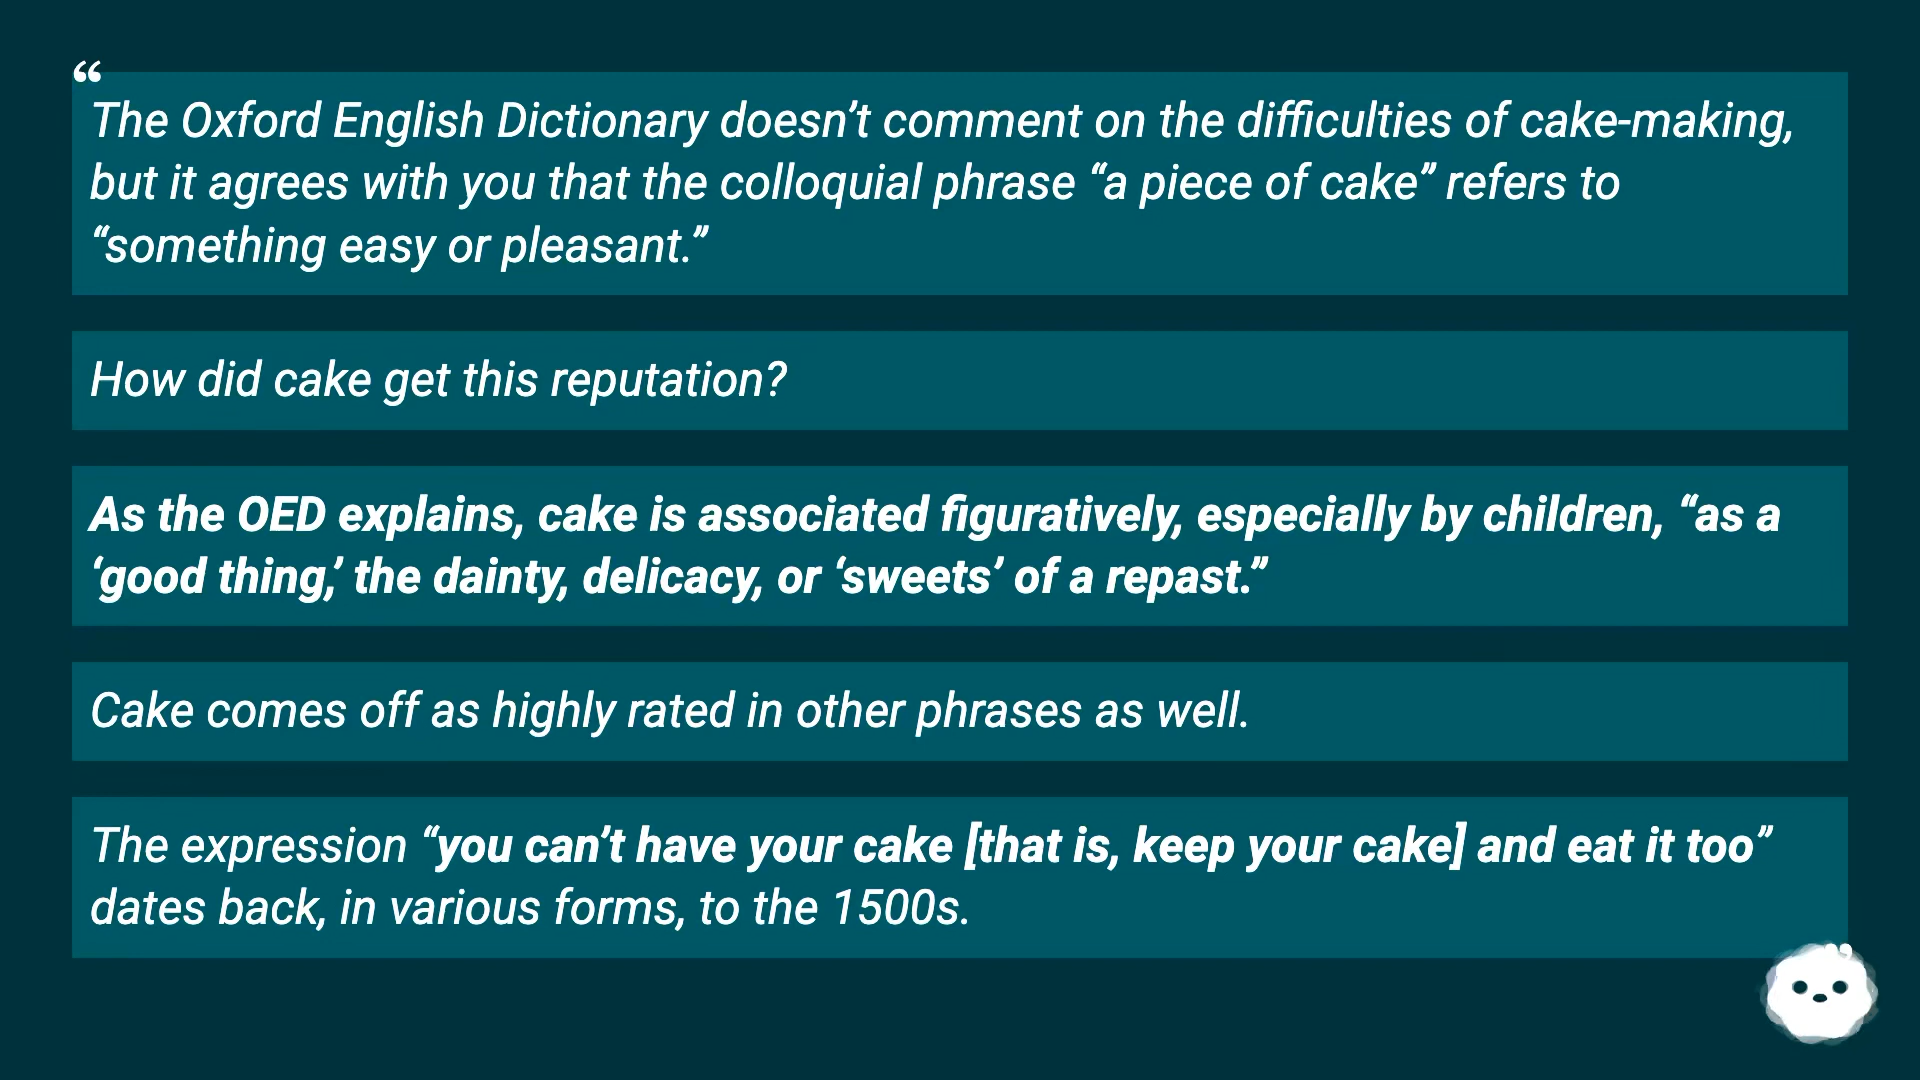 “
The Oxford English Dictionary doesn’t comment on the difficulties of cake-making,
but it agrees with you that the colloquial phrase “a piece of cake” refers to
“something easy or pleasant.”
How did cake get this reputation?
As the OED explains, cake is associated figuratively, especially by children, “as a
‘good thing,’ the dainty, delicacy, or ‘sweets’ of a repast.”
Cake comes off as highly rated in other phrases as well.
The expression “you can’t have your cake [that is, keep your cake] and eat it too”
dates back, in various forms, to the 1500s.
”